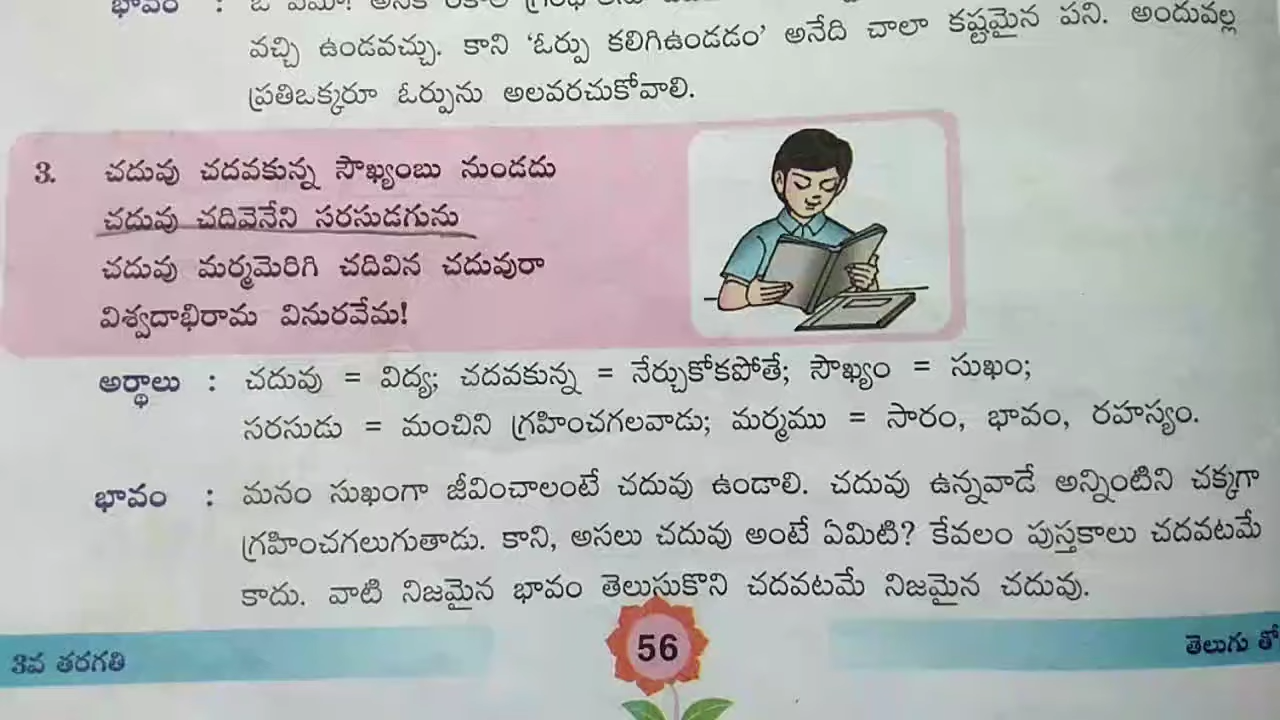 భావం :
వచ్చి ఉండవచ్చు. కాని ‘ఓర్పు కలిగిఉండడం’ అనేది చాలా కష్టమైన పని. అందువల్ల
ప్రతిఒక్కరూ ఓర్పును అలవరచుకోవాలి.
3. చదువు చదవకున్న సౌఖ్యంబు నుండదు
చదువు చదివెనేని సరసుడగును
చదువు మర్మమెరిగి చదివిన చదువురా
విశ్వదాభిరామ వినురవేమ!
అర్థాలు : చదువు = విద్య; చదవకున్న = నేర్చుకోకపోతే; సౌఖ్యం = సుఖం;
సరసుడు = మంచిని గ్రహించగలవాడు; మర్మము = సారం, భావం, రహస్యం.
భావం : మనం సుఖంగా జీవించాలంటే చదువు ఉండాలి. చదువు ఉన్నవాడే అన్నింటిని చక్కగా
గ్రహించగలుగుతాడు. కాని, అసలు చదువు అంటే ఏమిటి? కేవలం పుస్తకాలు చదవటమే
కాదు. వాటి నిజమైన భావం తెలుసుకొని చదవటమే నిజమైన చదువు.
3వ తరగతి
56
తెలుగు తో